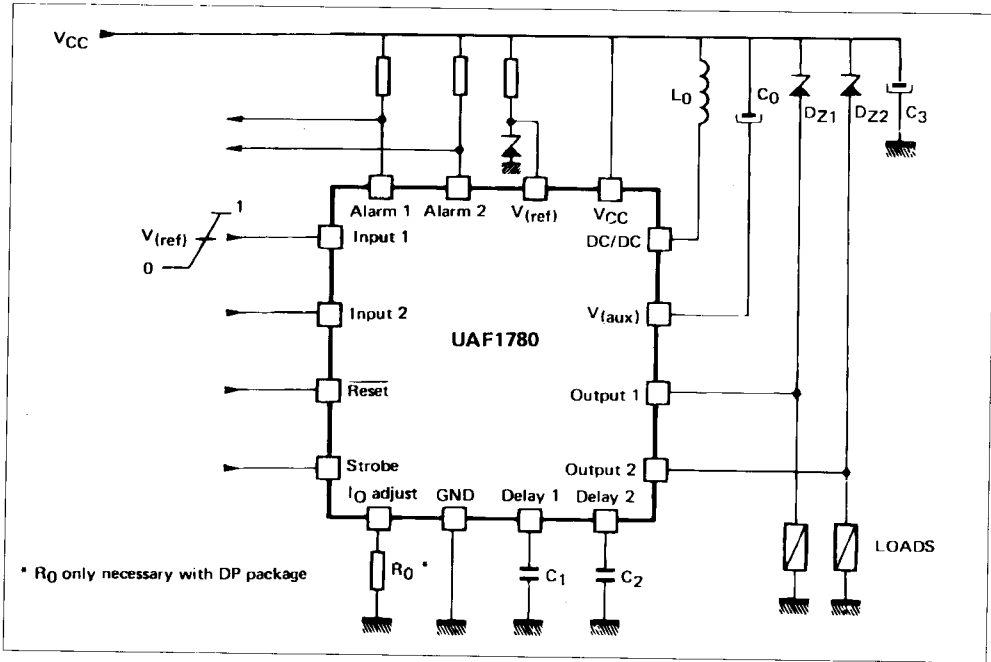 VCC
L0
C0
DZ1
DZ2
C3
Alarm 1
Alarm 2
V(ref)
VCC
1
V(ref)
0
Input 1
DC/DC
Input 2
V(aux)
UAF1780
Reset
Output 1
Strobe
Output 2
IO adjust
GND
Delay 1
Delay 2
LOADS
* R0 only necessary with DP package
R0 *
C1
C2